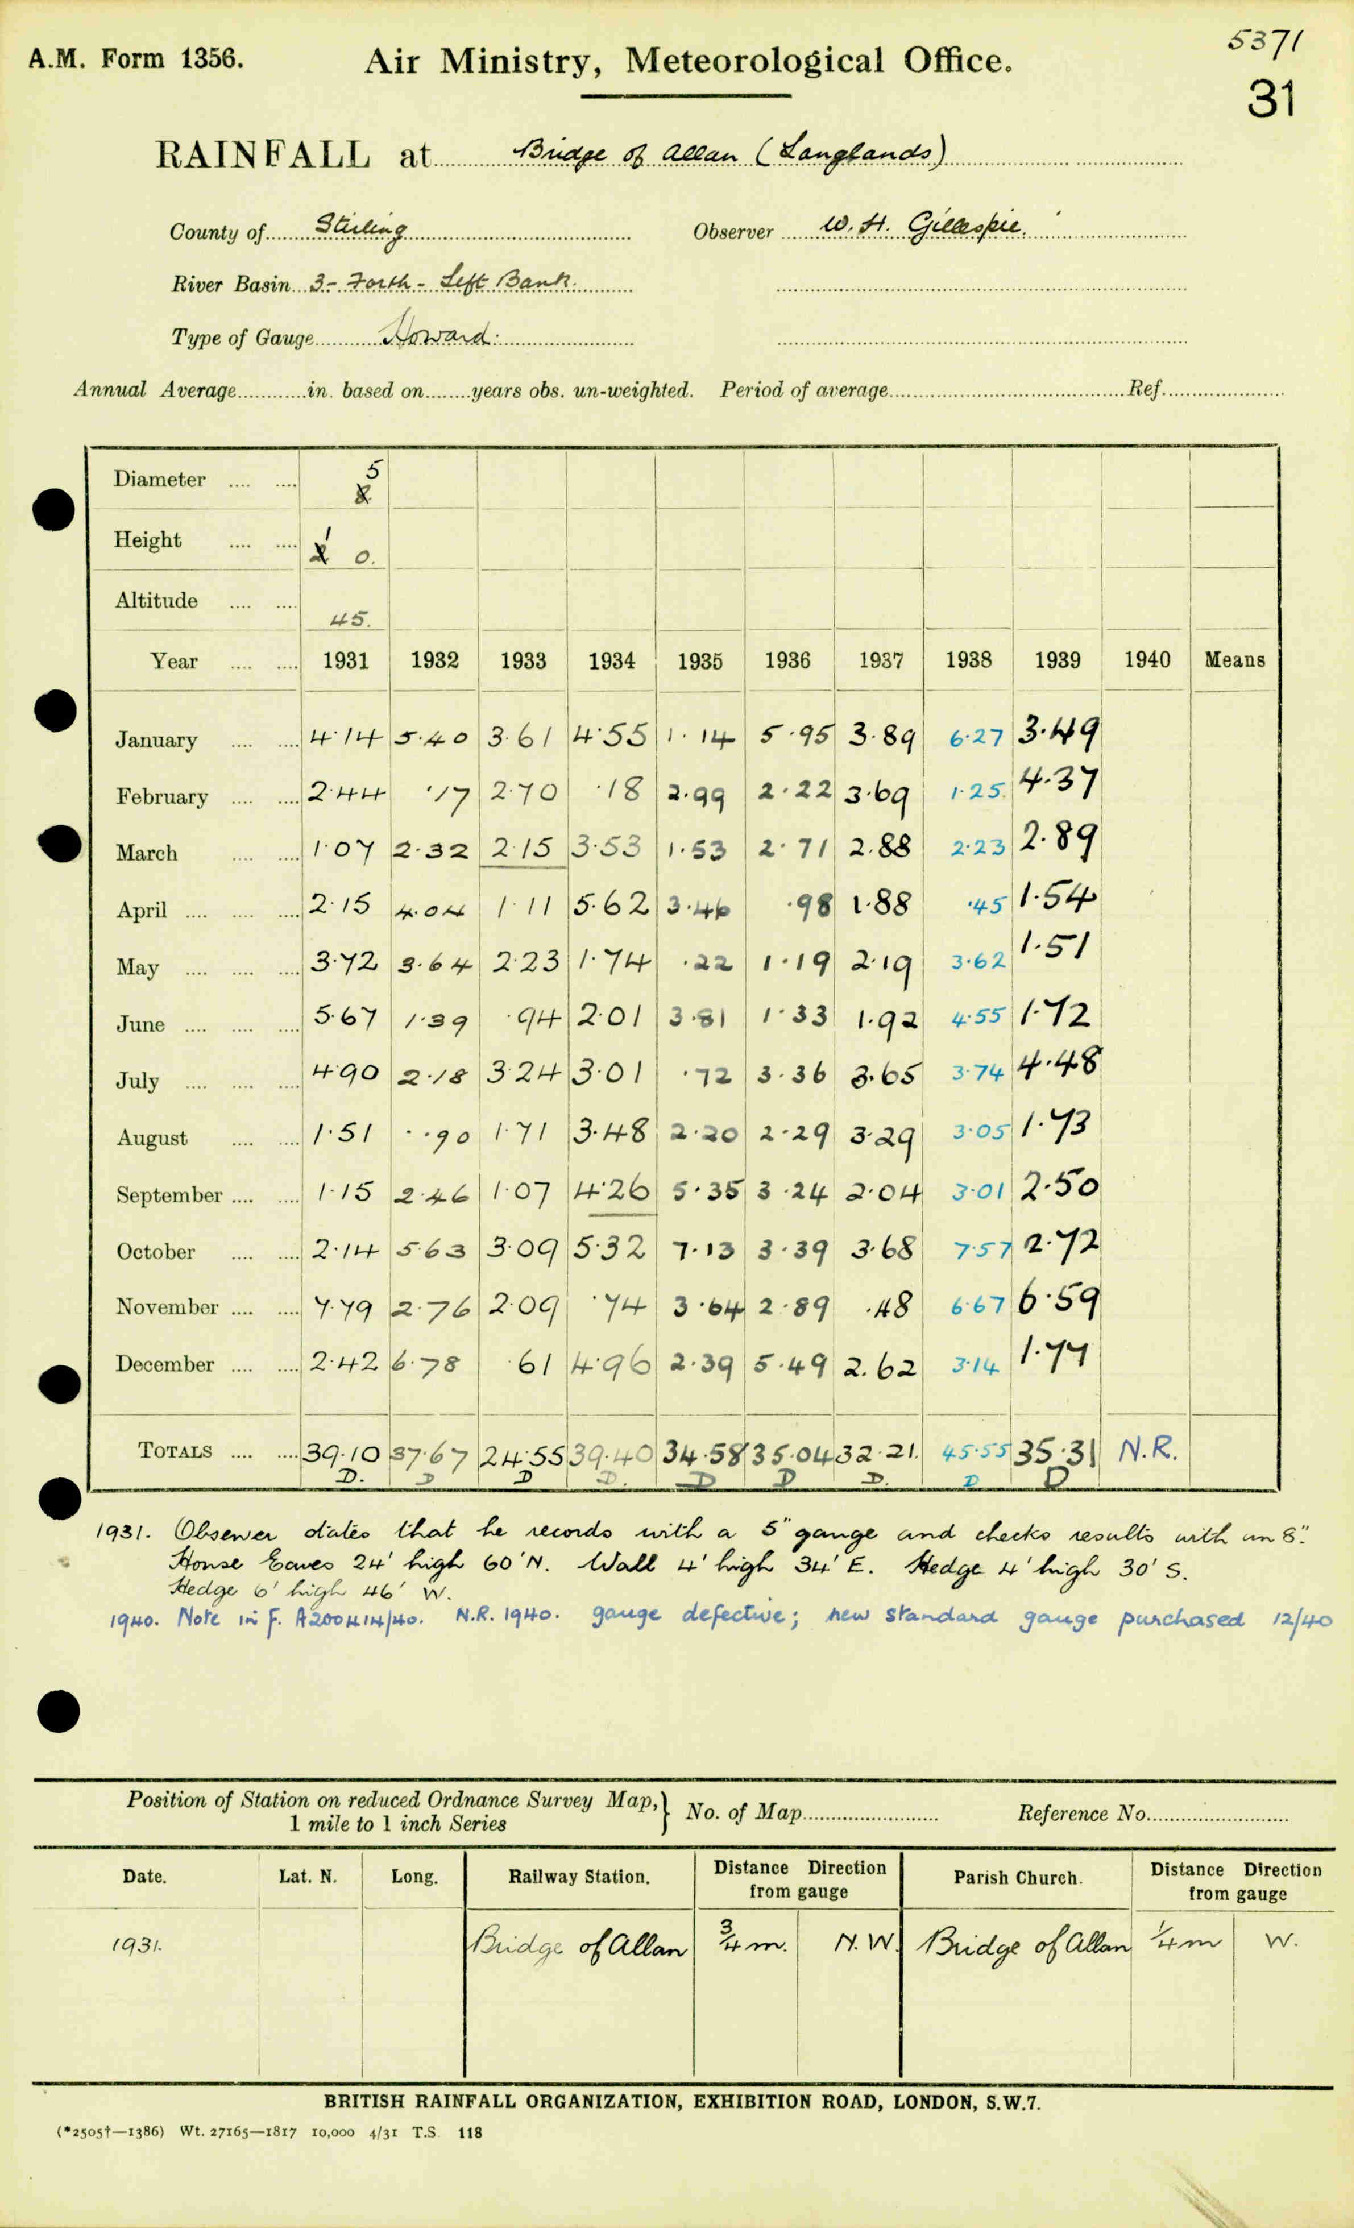 5371
A.M. Form 1356. Air Ministry, Meteorological Office.
31
RAINFALL at Bridge of Allan (Langlands)
County of Stirling Observer W. H. Gillespie.
River Basin 3 - Forth - Left Bank
Type of Gauge Howard.
Annual Average in. based on years obs. un-weighted. Period of average Ref.
Diameter 5 8
Height 1 2 0.
Altitude 45.
Year 1931 1932 1933 1934 1935 1936 1937 1938 1939 1940 Means
January 4·14 5·40 3·61 4·55 1·14 5·95 3·89 6·27 3·49
February 2·44 ·17 2·70 ·18 2·99 2·22 3·69 1·25 4·37
March 1·07 2·32 2·15 3·53 1·53 2·71 2·88 2·23 2·89
April 2·15 4·04 1·11 5·62 3·46 ·98 1·88 ·45 1·54
May 3·72 3·64 2·23 1·74 ·22 1·19 2·19 3·62 1·51
June 5·67 1·39 ·94 2·01 3·81 1·33 1·92 4·55 1·72
July 4·90 2·18 3·24 3·01 ·72 3·36 3·65 3·74 4·48
August 1·51 ·90 1·71 3·48 2·20 2·29 3·29 3·05 1·73
September 1·15 2·46 1·07 4·26 5·35 3·24 2·04 3·01 2·50
October 2·14 5·63 3·09 5·32 7·13 3·39 3·68 7·57 2·72
November 7·79 2·76 2·09 ·74 3·64 2·89 ·48 6·67 6·59
December 2·42 6·78 ·61 4·96 2·39 5·49 2·62 3·14 1·77
TOTALS 39·10 37·67 24·55 39·40 34·58 35·04 32·21 45·55 35·31 N.R.
D. D D D. D D D. D D
1931. Observer states that he records with a 5" gauge and checks results with an 8".
House Eaves 24' high 60' N. Wall 4' high 34' E. Hedge 4' high 30' S.
Hedge 6' high 46' W.
1940. Note in F. A200414/40. N.R. 1940. gauge defective; new standard gauge purchased 12/40
Position of Station on reduced Ordnance Survey Map, 1 mile to 1 inch Series } No. of Map Reference No.
Date. Lat. N. Long. Railway Station. Distance Direction from gauge Parish Church. Distance Direction from gauge
1931. Bridge of Allan 3/4 m. N.W. Bridge of Allan 1/4 m W.
BRITISH RAINFALL ORGANIZATION, EXHIBITION ROAD, LONDON, S.W.7.
(*2505†—1386) Wt. 27165—1817 10,000 4/31 T.S. 118